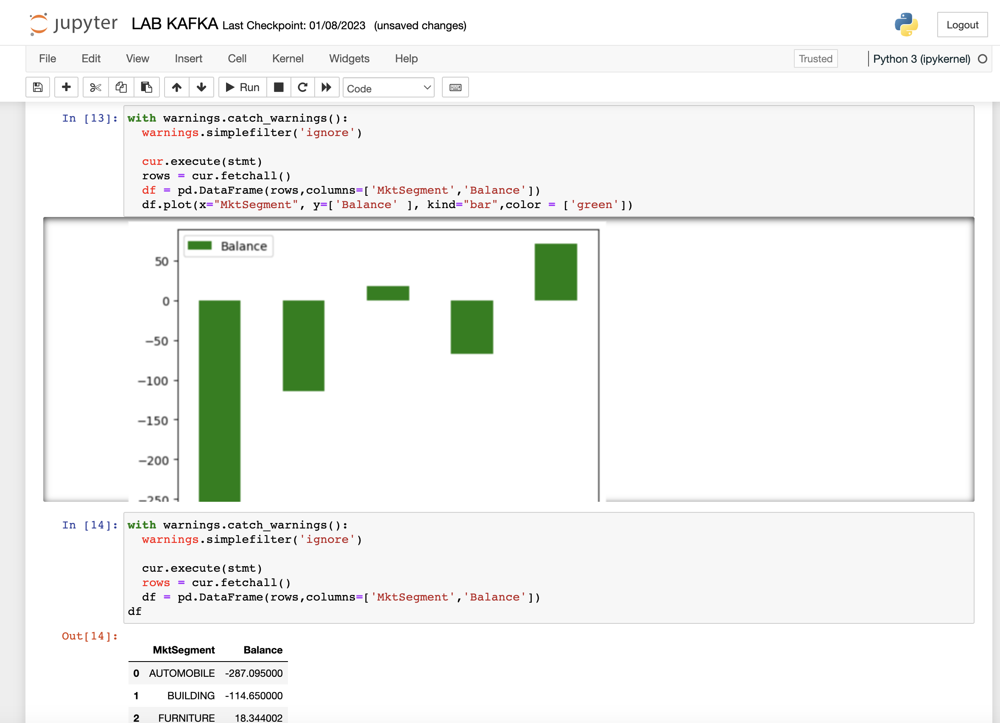 jupyter LAB KAFKA Last Checkpoint: 01/08/2023 (unsaved changes) Logout
File Edit View Insert Cell Kernel Widgets Help Trusted Python 3 (ipykernel)
Run Code
In [13]: with warnings.catch_warnings():
warnings.simplefilter('ignore')
cur.execute(stmt)
rows = cur.fetchall()
df = pd.DataFrame(rows,columns=['MktSegment','Balance'])
df.plot(x="MktSegment", y=['Balance' ], kind="bar",color = ['green'])
Balance
50
0
−50
−100
−150
−200
−250
In [14]: with warnings.catch_warnings():
warnings.simplefilter('ignore')
cur.execute(stmt)
rows = cur.fetchall()
df = pd.DataFrame(rows,columns=['MktSegment','Balance'])
df
Out[14]:
MktSegment Balance
0 AUTOMOBILE -287.095000
1 BUILDING -114.650000
2 FURNITURE 18.344002